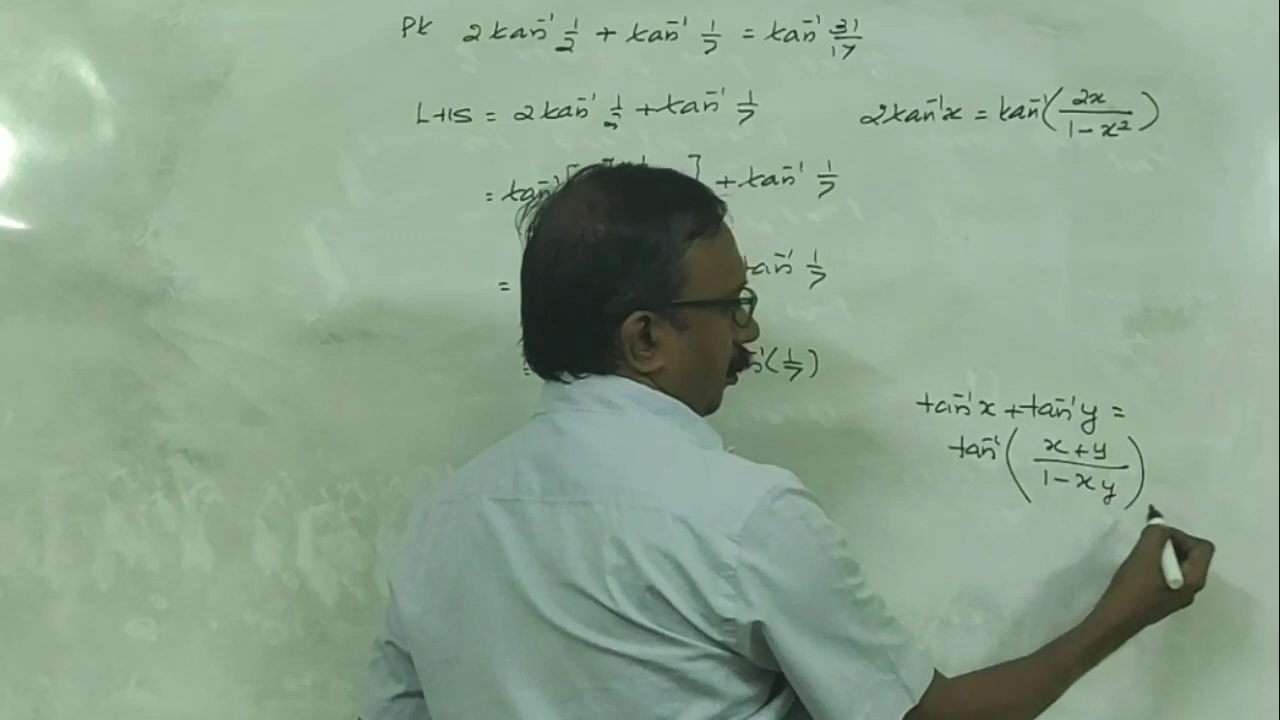 PK 2tan⁻¹ 1/2 + tan⁻¹ 1/7 = tan⁻¹ 31/17
LHS = 2tan⁻¹ 1/2 + tan⁻¹ 1/7
2tan⁻¹x = tan⁻¹(2x/(1-x²))
= tan⁻¹[ ] + tan⁻¹ 1/7
= tan⁻¹ 1/7
(1/7)
tan⁻¹x + tan⁻¹y =
tan⁻¹((x+y)/(1-xy))